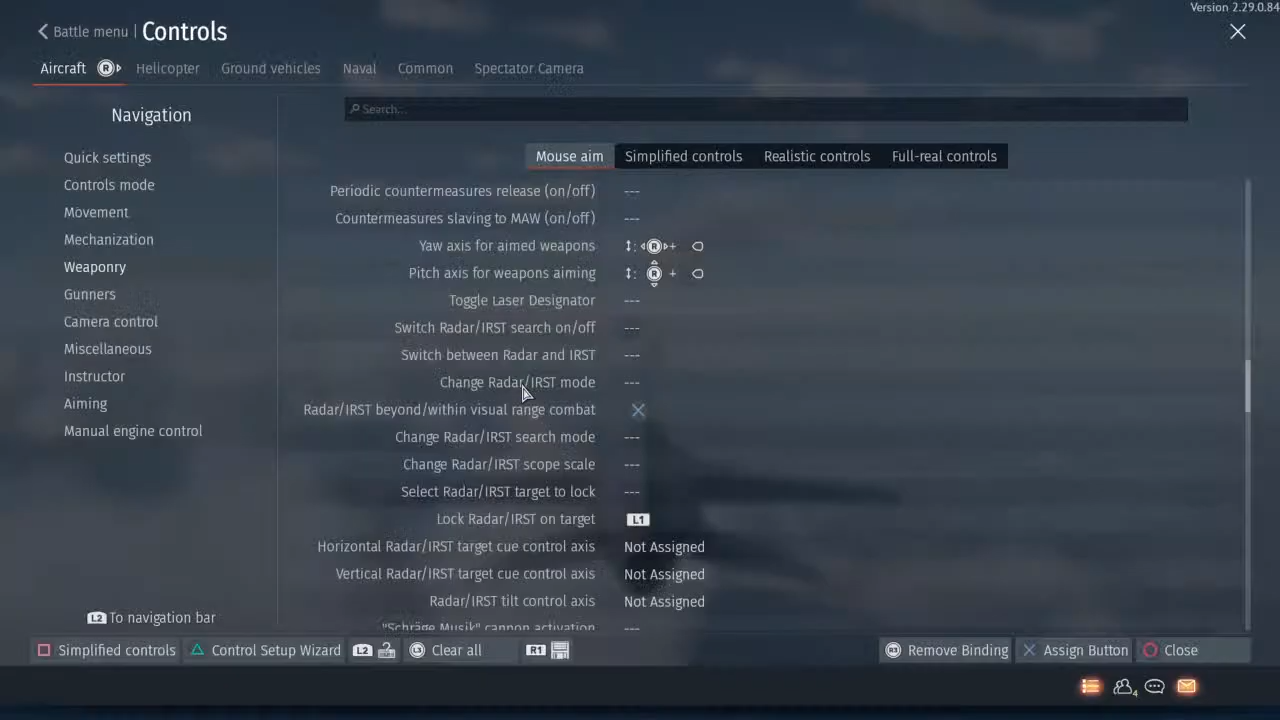 Version 2.29.0.84
Battle menu | Controls
Aircraft R Helicopter Ground vehicles Naval Common Spectator Camera
Navigation
Search...
Quick settings
Controls mode
Movement
Mechanization
Weaponry
Gunners
Camera control
Miscellaneous
Instructor
Aiming
Manual engine control
L2 To navigation bar
Mouse aim Simplified controls Realistic controls Full-real controls
Periodic countermeasures release (on/off) ---
Countermeasures slaving to MAW (on/off) ---
Yaw axis for aimed weapons : R +
Pitch axis for weapons aiming : R +
Toggle Laser Designator ---
Switch Radar/IRST search on/off ---
Switch between Radar and IRST ---
Change Radar/IRST mode ---
Radar/IRST beyond/within visual range combat
Change Radar/IRST search mode ---
Change Radar/IRST scope scale ---
Select Radar/IRST target to lock ---
Lock Radar/IRST on target L1
Horizontal Radar/IRST target cue control axis Not Assigned
Vertical Radar/IRST target cue control axis Not Assigned
Radar/IRST tilt control axis Not Assigned
"Schräge Musik" cannon activation ---
Simplified controls Control Setup Wizard L2 Clear all R1 Remove Binding Assign Button Close
4